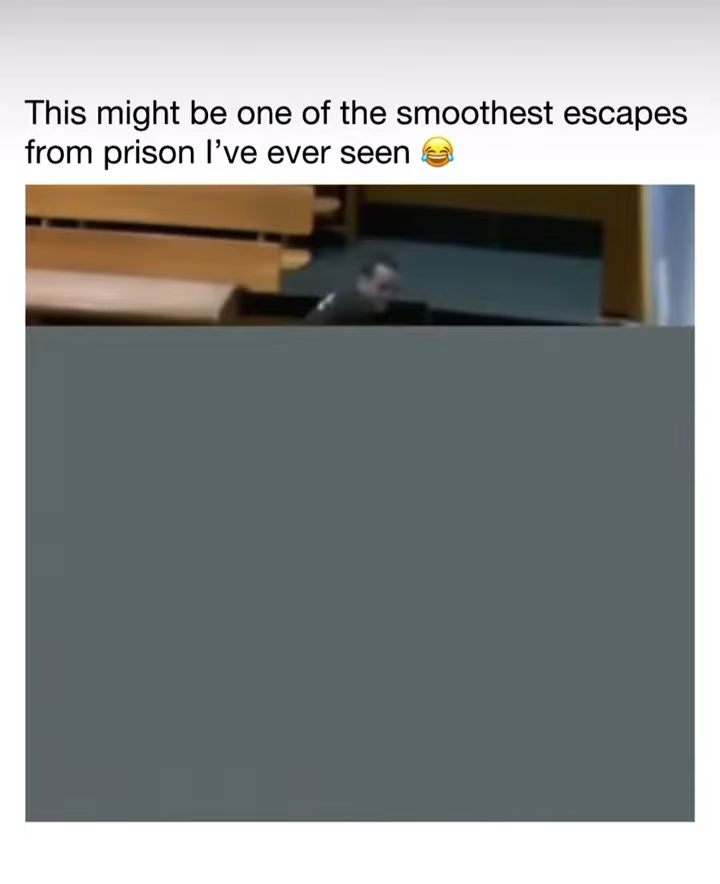 This might be one of the smoothest escapes
from prison I’ve ever seen 😂